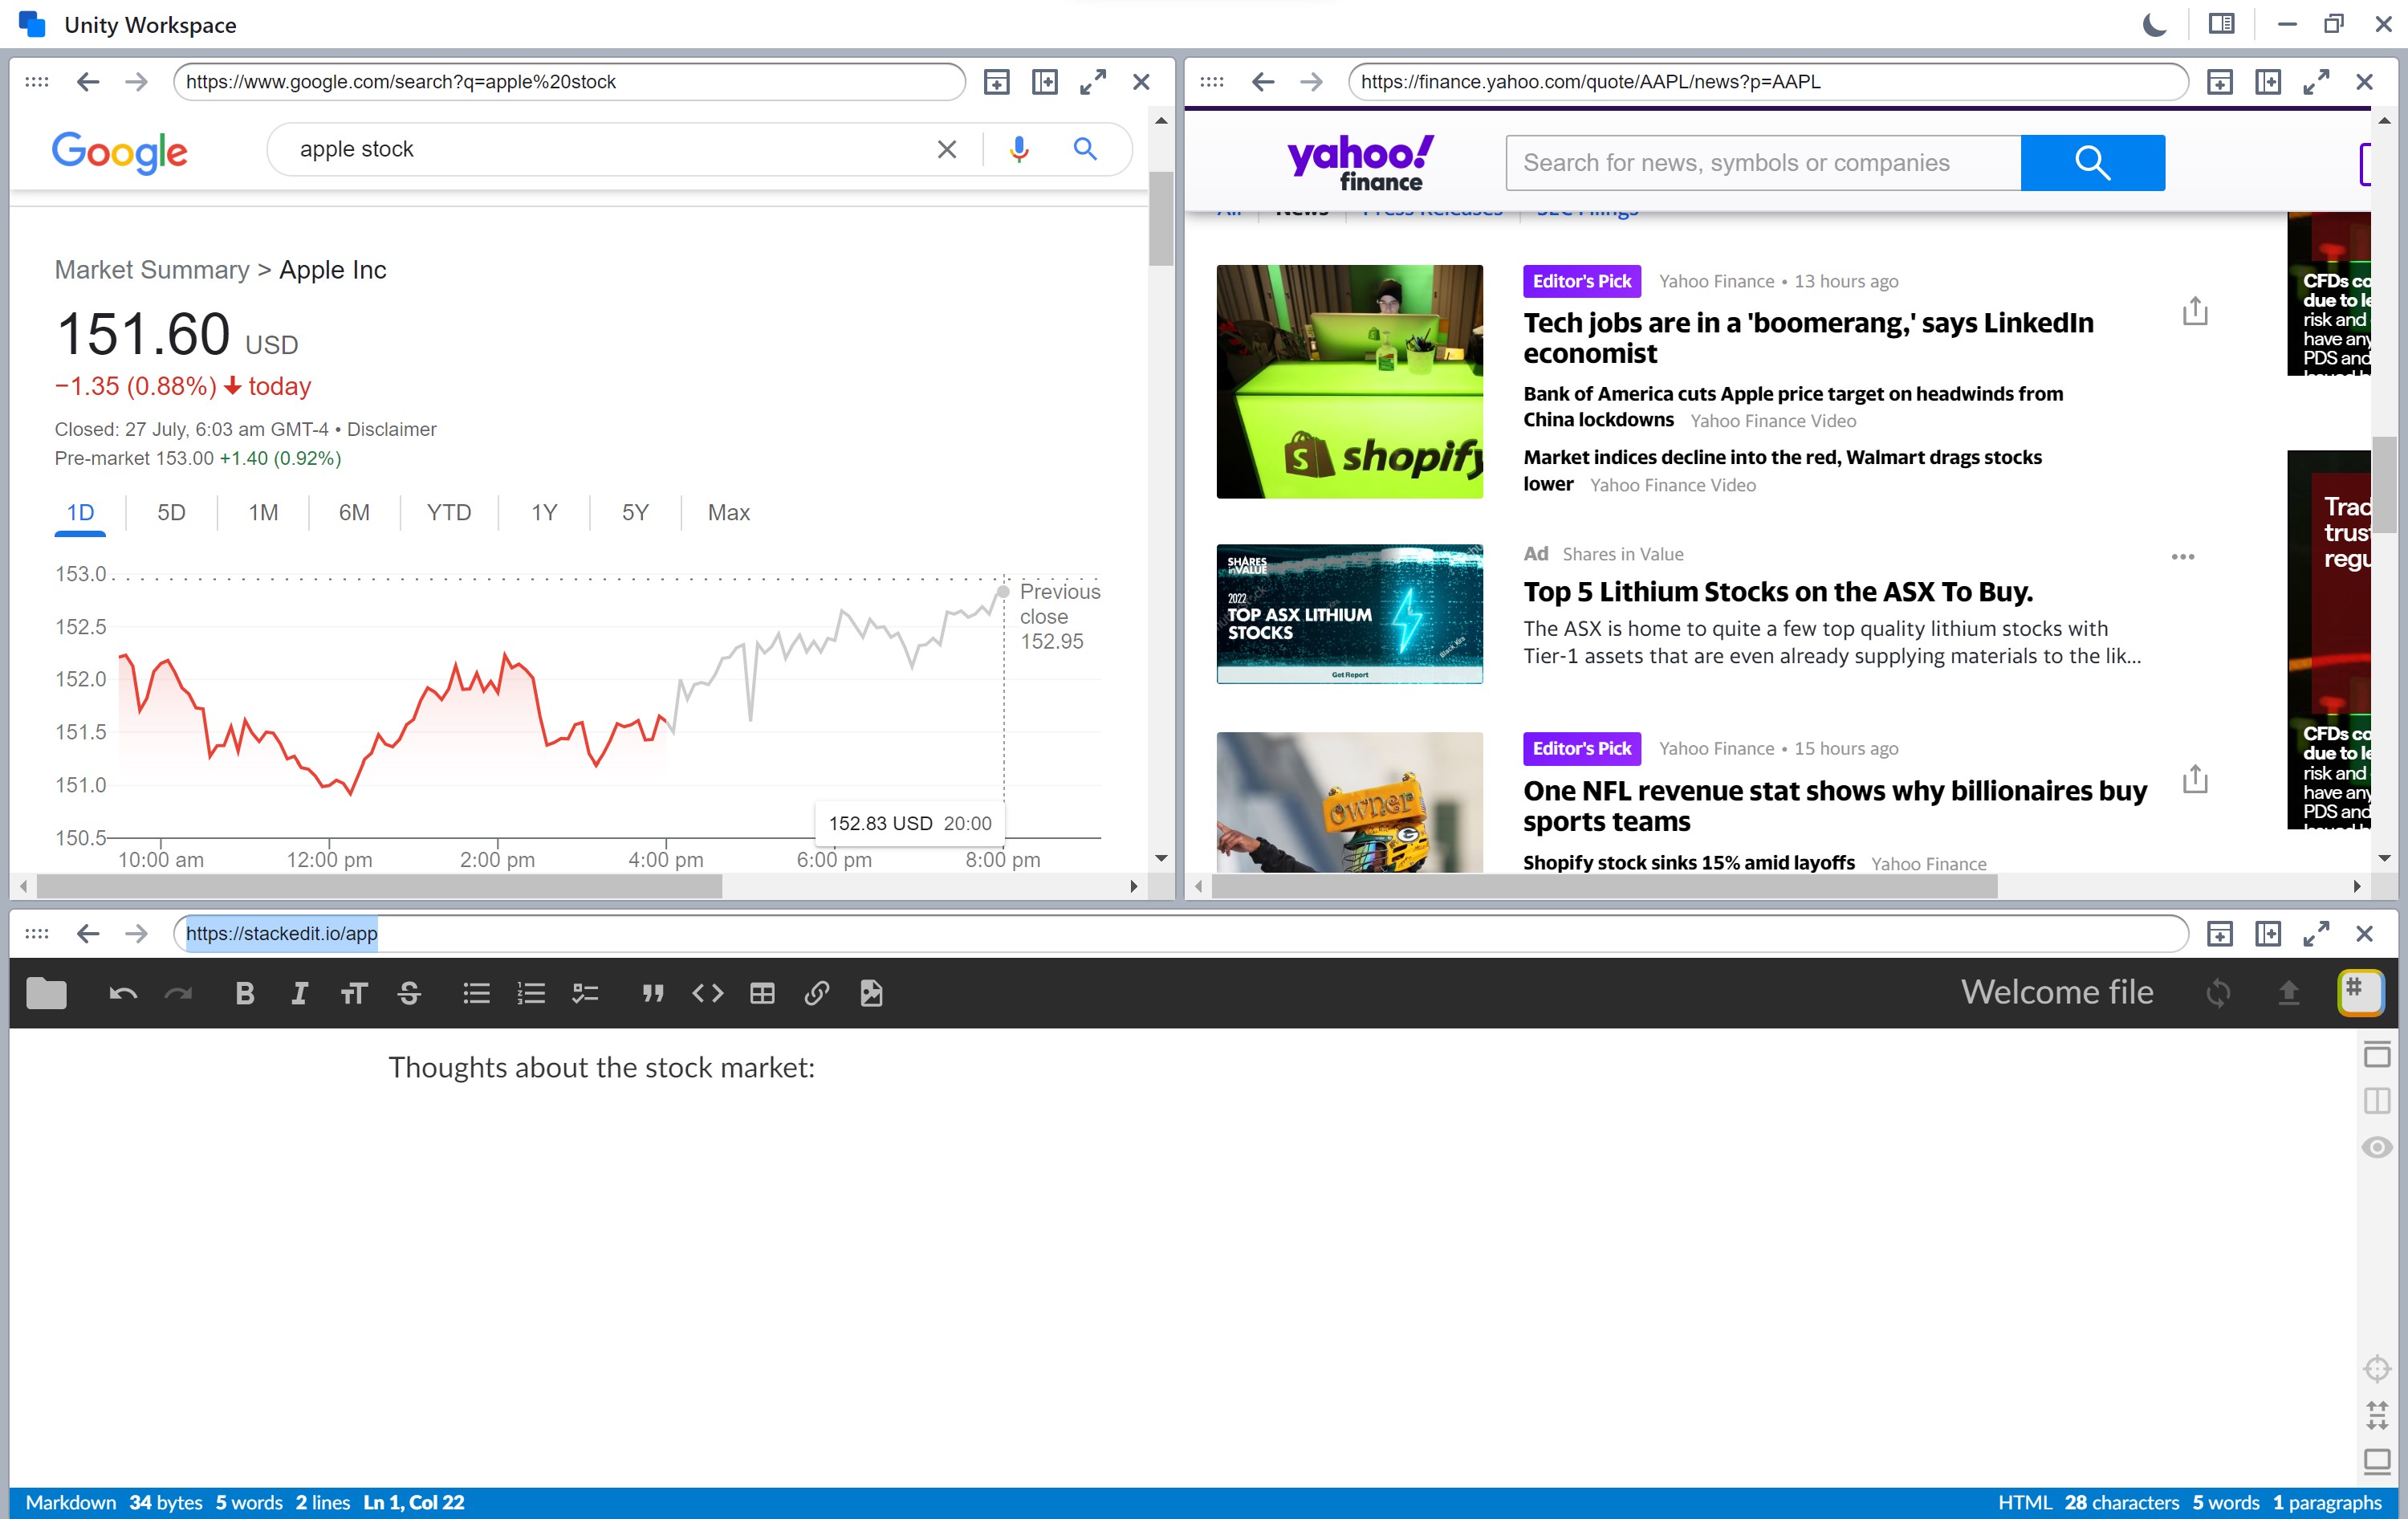 Unity Workspace
https://www.google.com/search?q=apple%20stock
Google
apple stock
Market Summary > Apple Inc
151.60 USD
−1.35 (0.88%) ↓ today
Closed: 27 July, 6:03 am GMT-4 • Disclaimer
Pre-market 153.00 +1.40 (0.92%)
1D 5D 1M 6M YTD 1Y 5Y Max
153.0
152.5
152.0
151.5
151.0
150.5
Previous
close
152.95
152.83 USD 20:00
10:00 am 12:00 pm 2:00 pm 4:00 pm 6:00 pm 8:00 pm
https://finance.yahoo.com/quote/AAPL/news?p=AAPL
yahoo!
finance
Search for news, symbols or companies
All News Press Releases SEC Filings
shopify
Editor's Pick Yahoo Finance • 13 hours ago
Tech jobs are in a 'boomerang,' says LinkedIn
economist
Bank of America cuts Apple price target on headwinds from
China lockdowns Yahoo Finance Video
Market indices decline into the red, Walmart drags stocks
lower Yahoo Finance Video
SHARES
inVALUE
2022
TOP ASX LITHIUM
STOCKS
Get Report
Ad Shares in Value
Top 5 Lithium Stocks on the ASX To Buy.
The ASX is home to quite a few top quality lithium stocks with
Tier-1 assets that are even already supplying materials to the lik...
owner
G
Editor's Pick Yahoo Finance • 15 hours ago
One NFL revenue stat shows why billionaires buy
sports teams
Shopify stock sinks 15% amid layoffs Yahoo Finance
CFDs co
due to le
risk and
have any
PDS and
Trad
trus
regu
CFDs co
due to le
risk and
have any
PDS and
https://stackedit.io/app
Welcome file
Thoughts about the stock market:
Markdown 34 bytes 5 words 2 lines Ln 1, Col 22
HTML 28 characters 5 words 1 paragraphs